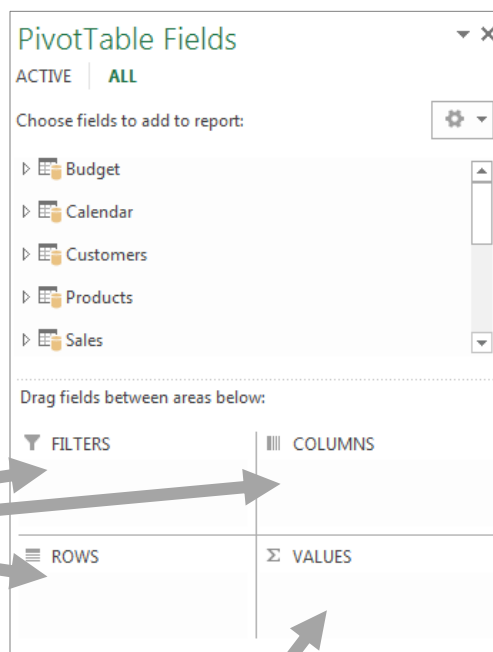 PivotTable Fields
ACTIVE ALL
Choose fields to add to report:
Budget
Calendar
Customers
Products
Sales
Drag fields between areas below:
FILTERS
COLUMNS
ROWS
Σ VALUES